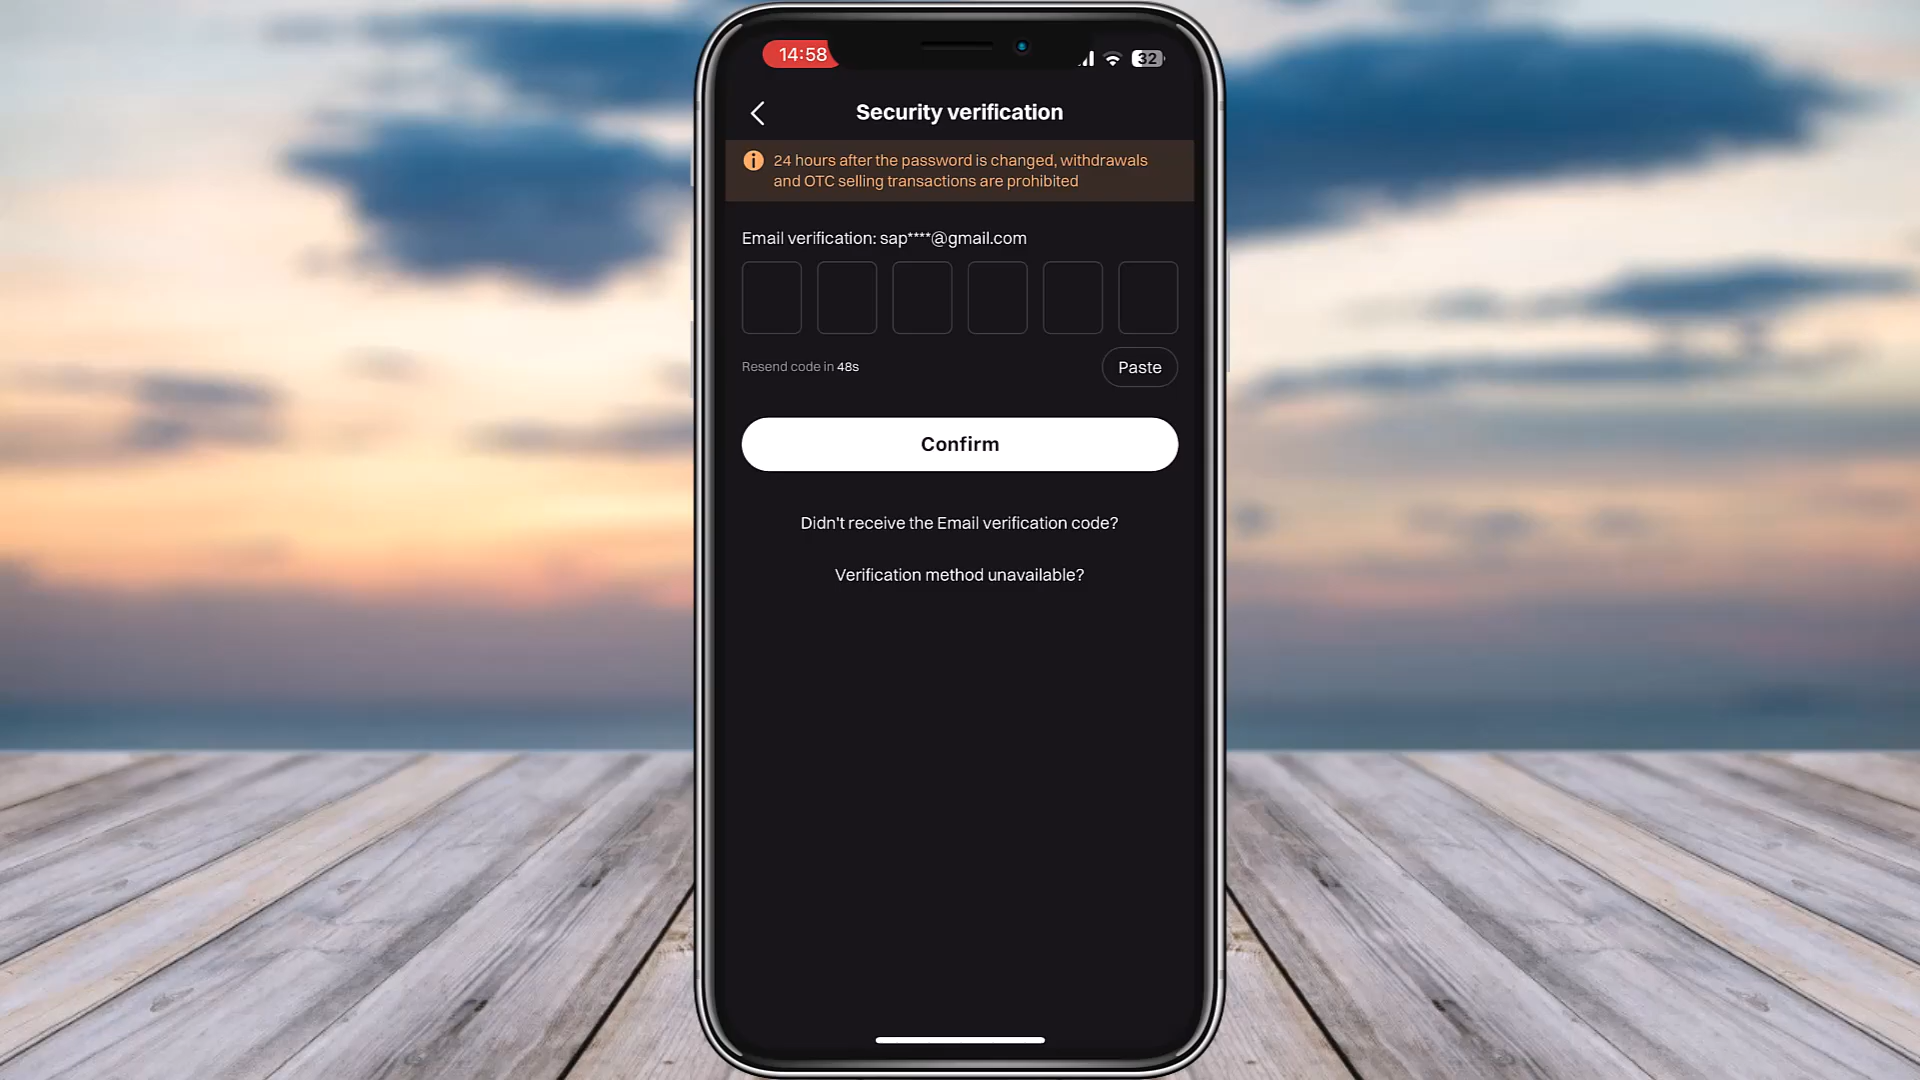 14:58
32
Security verification
24 hours after the password is changed, withdrawals
and OTC selling transactions are prohibited
Email verification: sap****@gmail.com
Resend code in 48s
Paste
Confirm
Didn't receive the Email verification code?
Verification method unavailable?